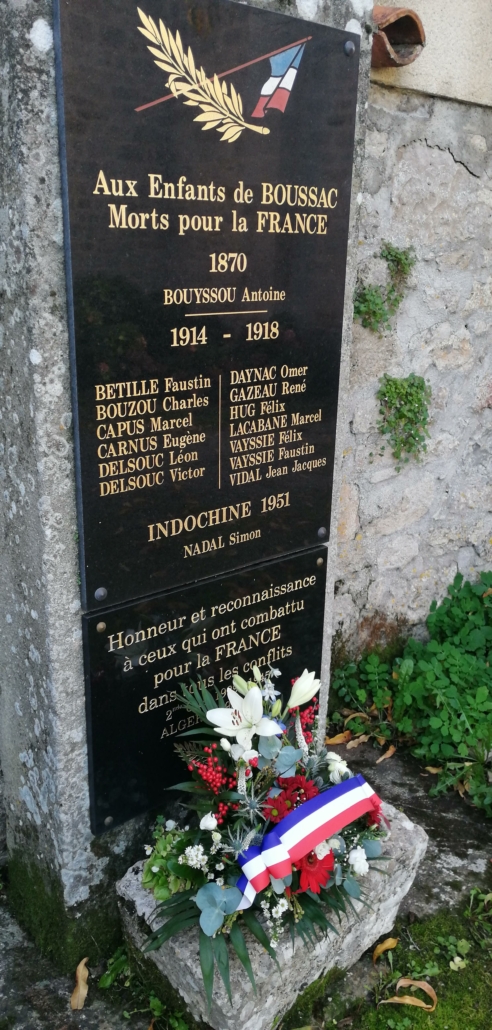 Aux Enfants de BOUSSAC
Morts pour la FRANCE
1870
BOUYSSOU Antoine
1914 - 1918
BETILLE Faustin
BOUZOU Charles
CAPUS Marcel
CARNUS Eugène
DELSOUC Léon
DELSOUC Victor
DAYNAC Omer
GAZEAU René
HUG Félix
LACABANE Marcel
VAYSSIE Félix
VAYSSIE Faustin
VIDAL Jean Jacques
INDOCHINE 1951
NADAL Simon
Honneur et reconnaissance
à ceux qui ont combattu
pour la FRANCE
dans tous les conflits